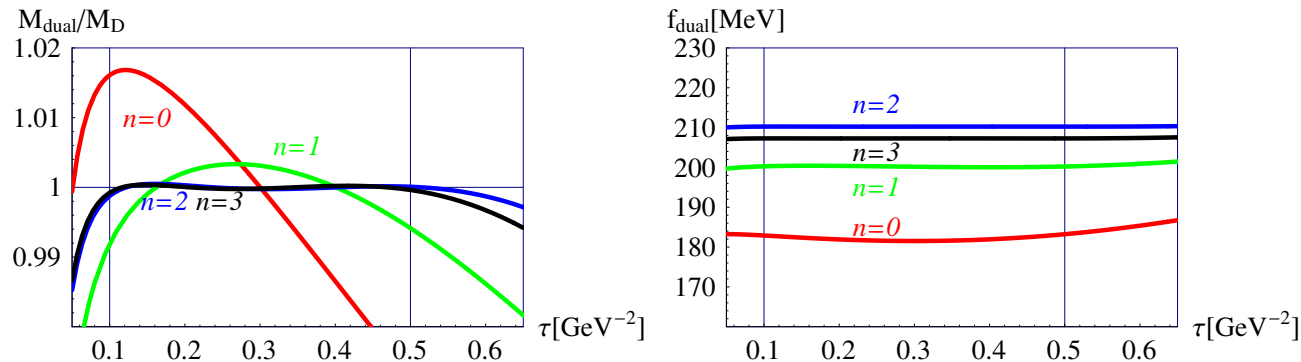 M_dual/M_D
1.02
1.01
1
0.99
n=0
n=1
n=2 n=3
0.1 0.2 0.3 0.4 0.5 0.6
τ[GeV⁻²]
f_dual[MeV]
230
220
210
200
190
180
170
n=2
n=3
n=1
n=0
0.1 0.2 0.3 0.4 0.5 0.6
τ[GeV⁻²]